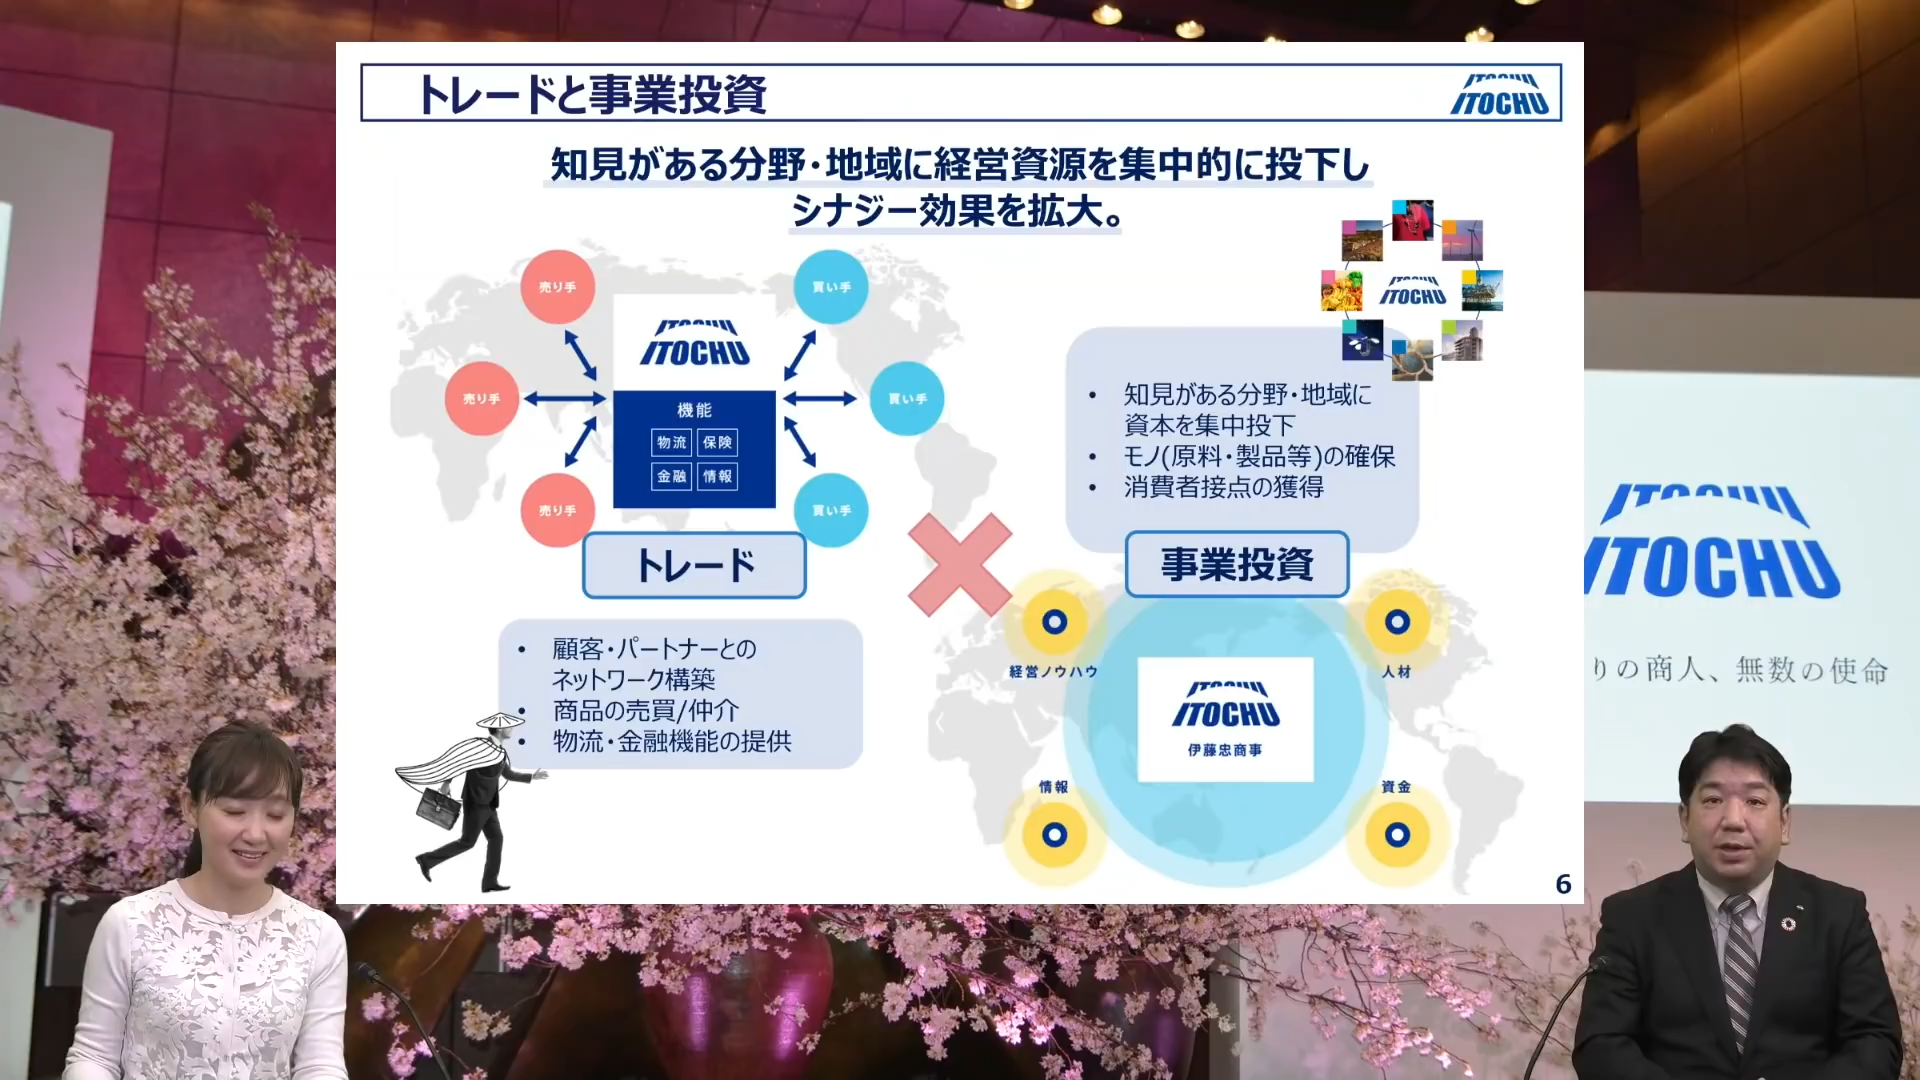 トレードと事業投資
ITOCHU
知見がある分野・地域に経営資源を集中的に投下し
シナジー効果を拡大。
売り手
売り手
売り手
ITOCHU
機能
物流 保険
金融 情報
買い手
買い手
買い手
トレード
・ 顧客・パートナーとの
ネットワーク構築
・ 商品の売買/仲介
・ 物流・金融機能の提供
ITOCHU
・ 知見がある分野・地域に
資本を集中投下
・ モノ(原料・製品等)の確保
・ 消費者接点の獲得
事業投資
経営ノウハウ
人材
ITOCHU
伊藤忠商事
情報
資金
6
ITOCHU
りの商人、無数の使命